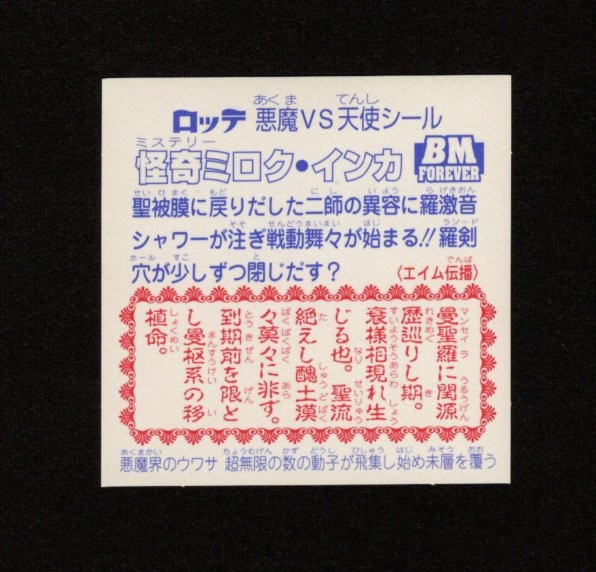 ロッテ 悪魔VS天使シール
怪奇ミロク・インカ
BM
FOREVER
聖被膜に戻りだした二師の異容に羅激音
シャワーが注ぎ戦動舞々が始まる!!羅剣
穴が少しずつ閉じだす?
〈エイム伝播〉
曼聖羅に閏源
歴巡りし期。
衰様相現れ生
じる也。聖流
絶えし醜土漠
々莫々に非ず。
到期前を限と
し曼枢系の移
植命。
悪魔界のウワサ 超無限の数の動子が飛集し始め未層を覆う